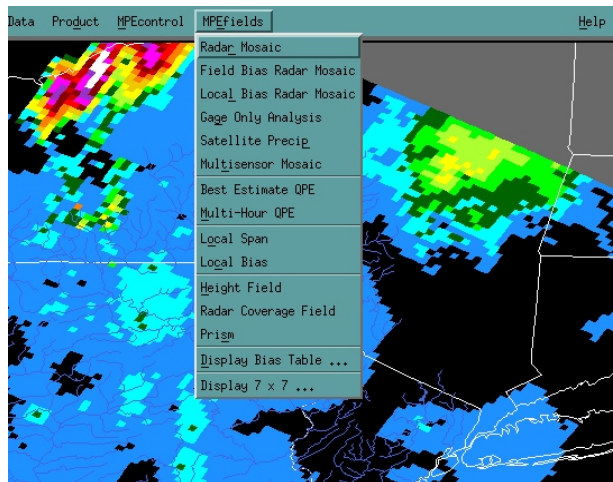 Data Product MPEcontrol MPEfields Help
Radar Mosaic
Field Bias Radar Mosaic
Local Bias Radar Mosaic
Gage Only Analysis
Satellite Precip
Multisensor Mosaic
Best Estimate QPE
Multi-Hour QPE
Local Span
Local Bias
Height Field
Radar Coverage Field
Prism
Display Bias Table ...
Display 7 x 7 ...